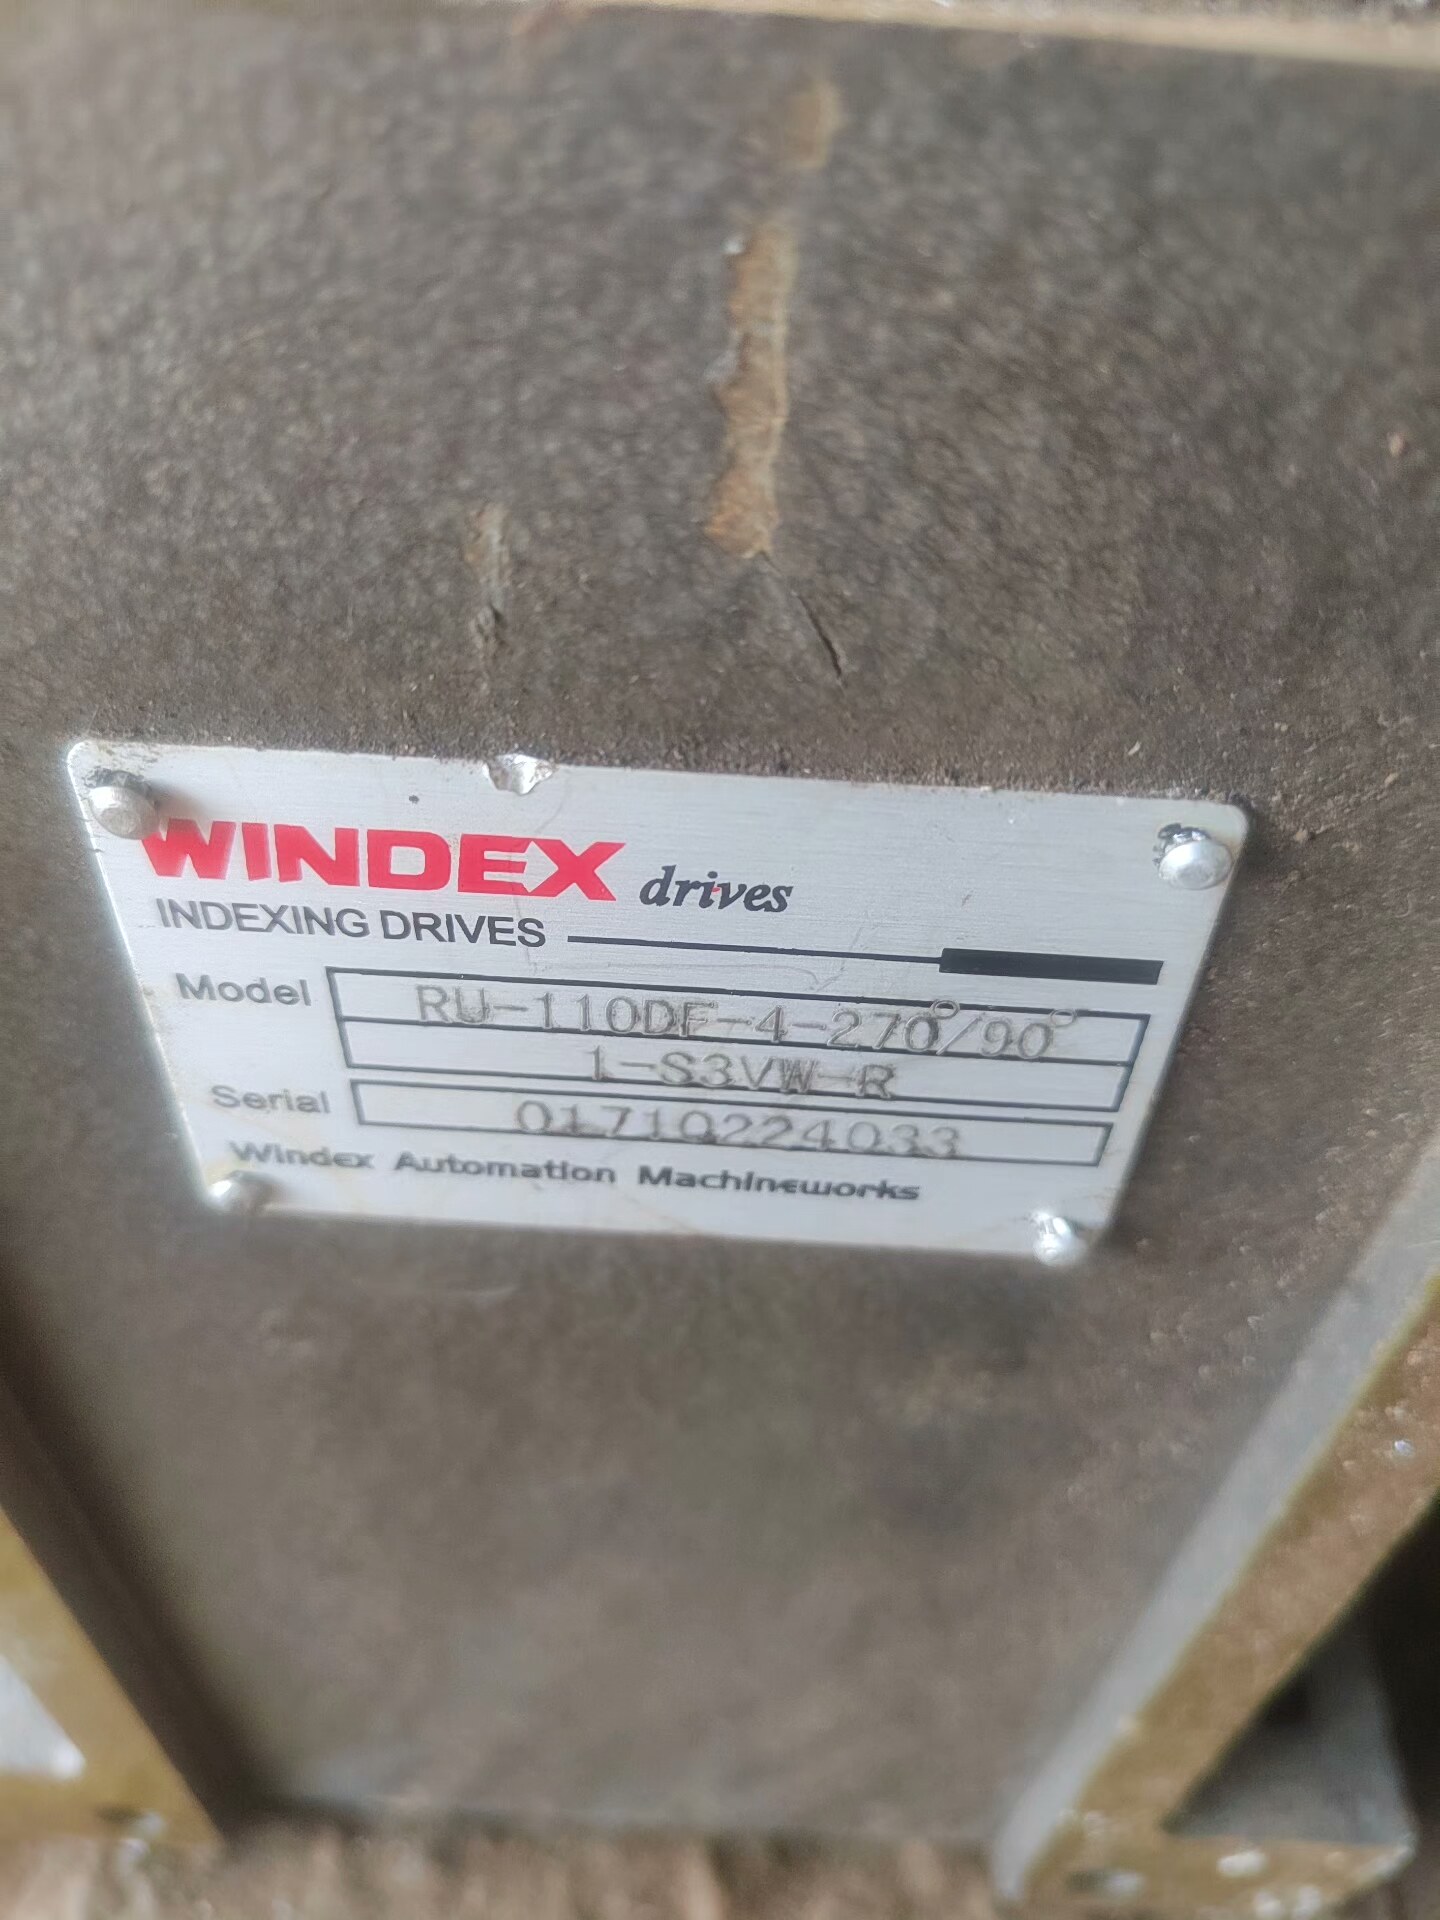 WINDEX drives
INDEXING DRIVES
Model RU-110DF-4-270°/90°
1-S3VW-R
Serial 01710224033
Windex Automation Machineworks